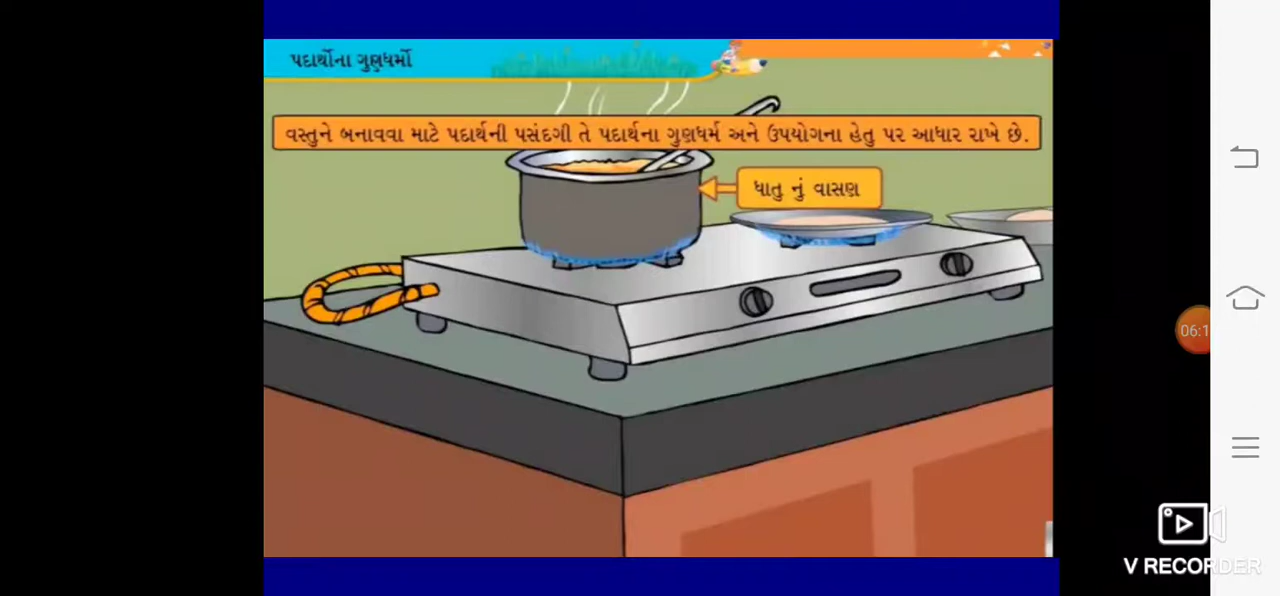 પદાર્થોના ગુણધર્મો
વસ્તુને બનાવવા માટે પદાર્થની પસંદગી તે પદાર્થના ગુણધર્મ અને ઉપયોગના હેતુ પર આધાર રાખે છે.
ધાતુ નું વાસણ
06:1
V RECORDER